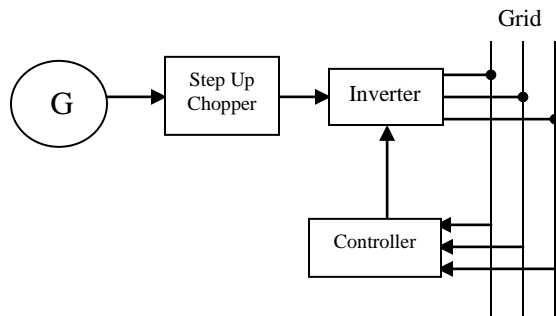 Grid
G
Step Up
Chopper
Inverter
Controller